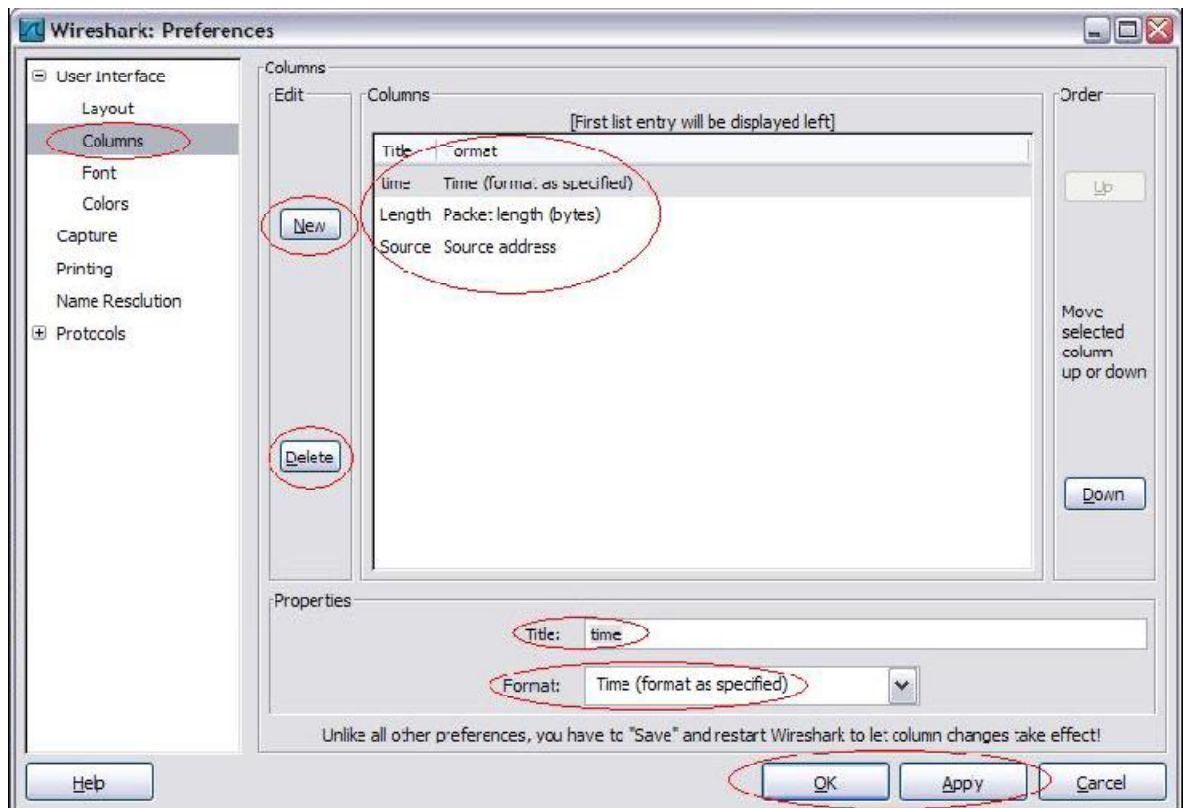 Wireshark: Preferences
User Interface
Layout
Columns
Font
Colors
Capture
Printing
Name Resolution
Protocols
Columns
Edit
New
Delete
Columns
[First list entry will be displayed left]
Title Format
time Time (format as specified)
Length Packet length (bytes)
Source Source address
Order
Up
Move
selected
column
up or down
Down
Properties
Title: time
Format: Time (format as specified)
Unlike all other preferences, you have to "Save" and restart Wireshark to let column changes take effect!
Help
OK
Apply
Cancel